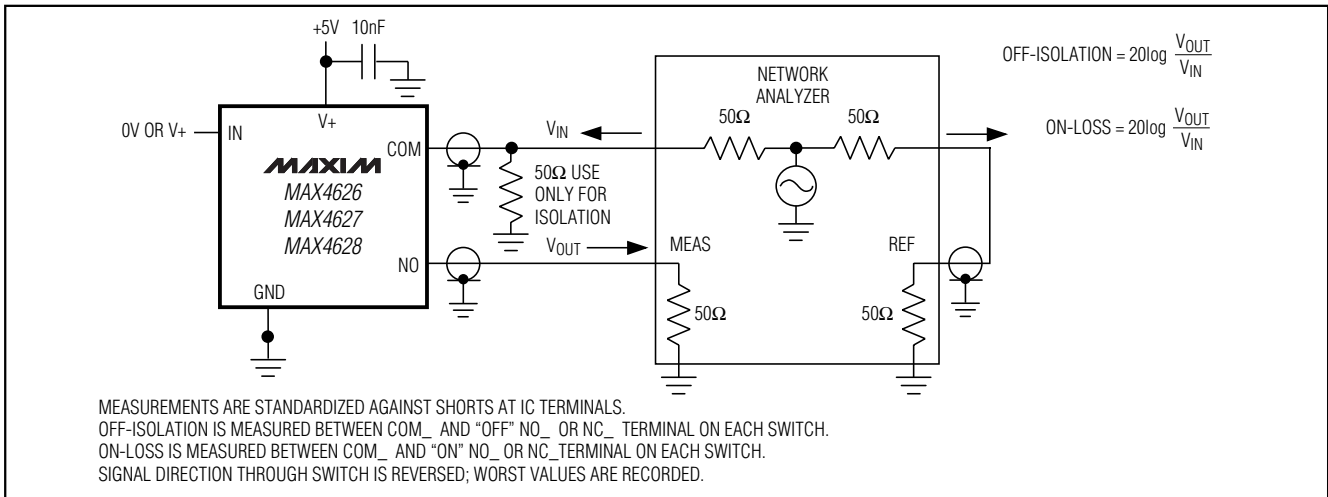 +5V 10nF
OFF-ISOLATION = 20log VOUT
VIN
NETWORK
ANALYZER
50Ω 50Ω
0V OR V+ IN V+
VIN
ON-LOSS = 20log VOUT
VIN
COM
MAXIM
MAX4626
MAX4627
MAX4628
50Ω USE
ONLY FOR
ISOLATION
VOUT MEAS REF
NO
GND
50Ω 50Ω
MEASUREMENTS ARE STANDARDIZED AGAINST SHORTS AT IC TERMINALS.
OFF-ISOLATION IS MEASURED BETWEEN COM_ AND “OFF” NO_ OR NC_ TERMINAL ON EACH SWITCH.
ON-LOSS IS MEASURED BETWEEN COM_ AND “ON” NO_ OR NC_TERMINAL ON EACH SWITCH.
SIGNAL DIRECTION THROUGH SWITCH IS REVERSED; WORST VALUES ARE RECORDED.